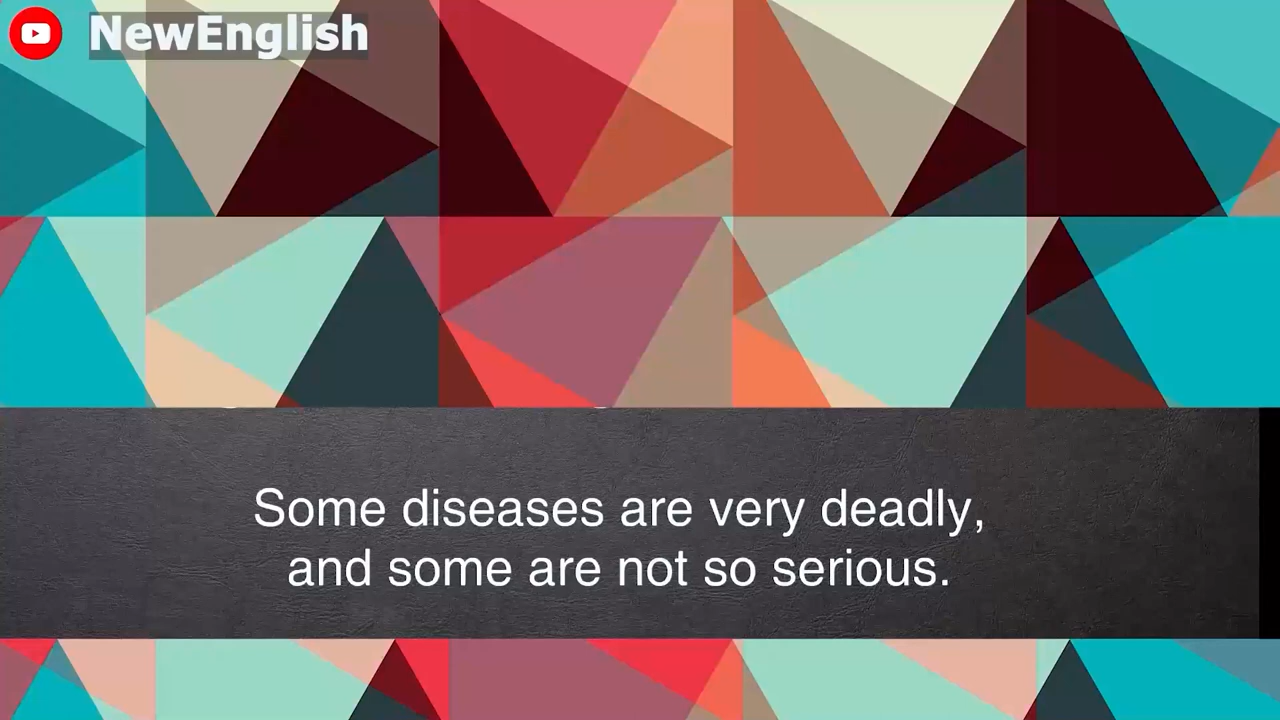 NewEnglish
Some diseases are very deadly,
and some are not so serious.